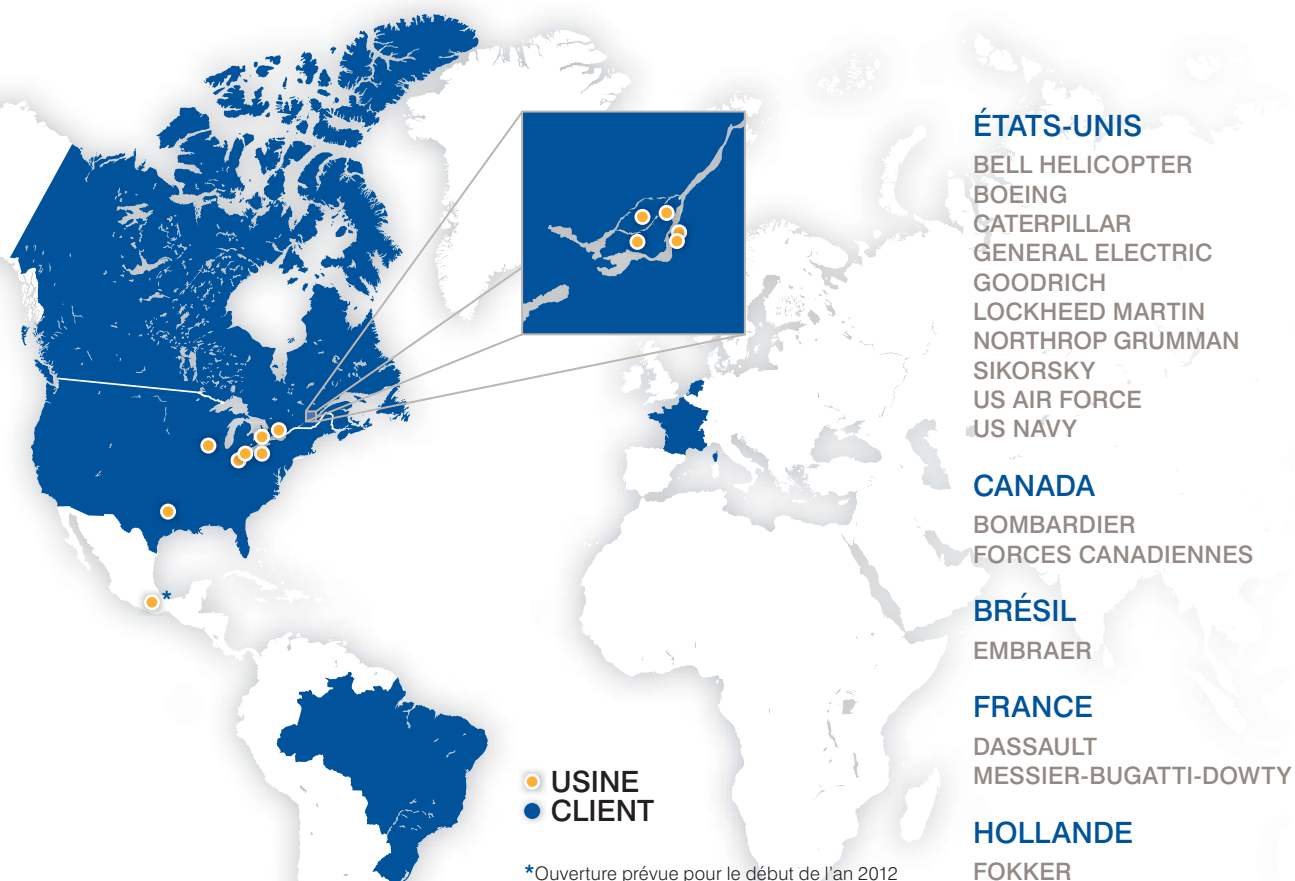 ÉTATS-UNIS
BELL HELICOPTER
BOEING
CATERPILLAR
GENERAL ELECTRIC
GOODRICH
LOCKHEED MARTIN
NORTHROP GRUMMAN
SIKORSKY
US AIR FORCE
US NAVY
CANADA
BOMBARDIER
FORCES CANADIENNES
BRÉSIL
EMBRAER
FRANCE
DASSAULT
MESSIER-BUGATTI-DOWTY
HOLLANDE
FOKKER
*
USINE
CLIENT
*Ouverture prévue pour le début de l'an 2012